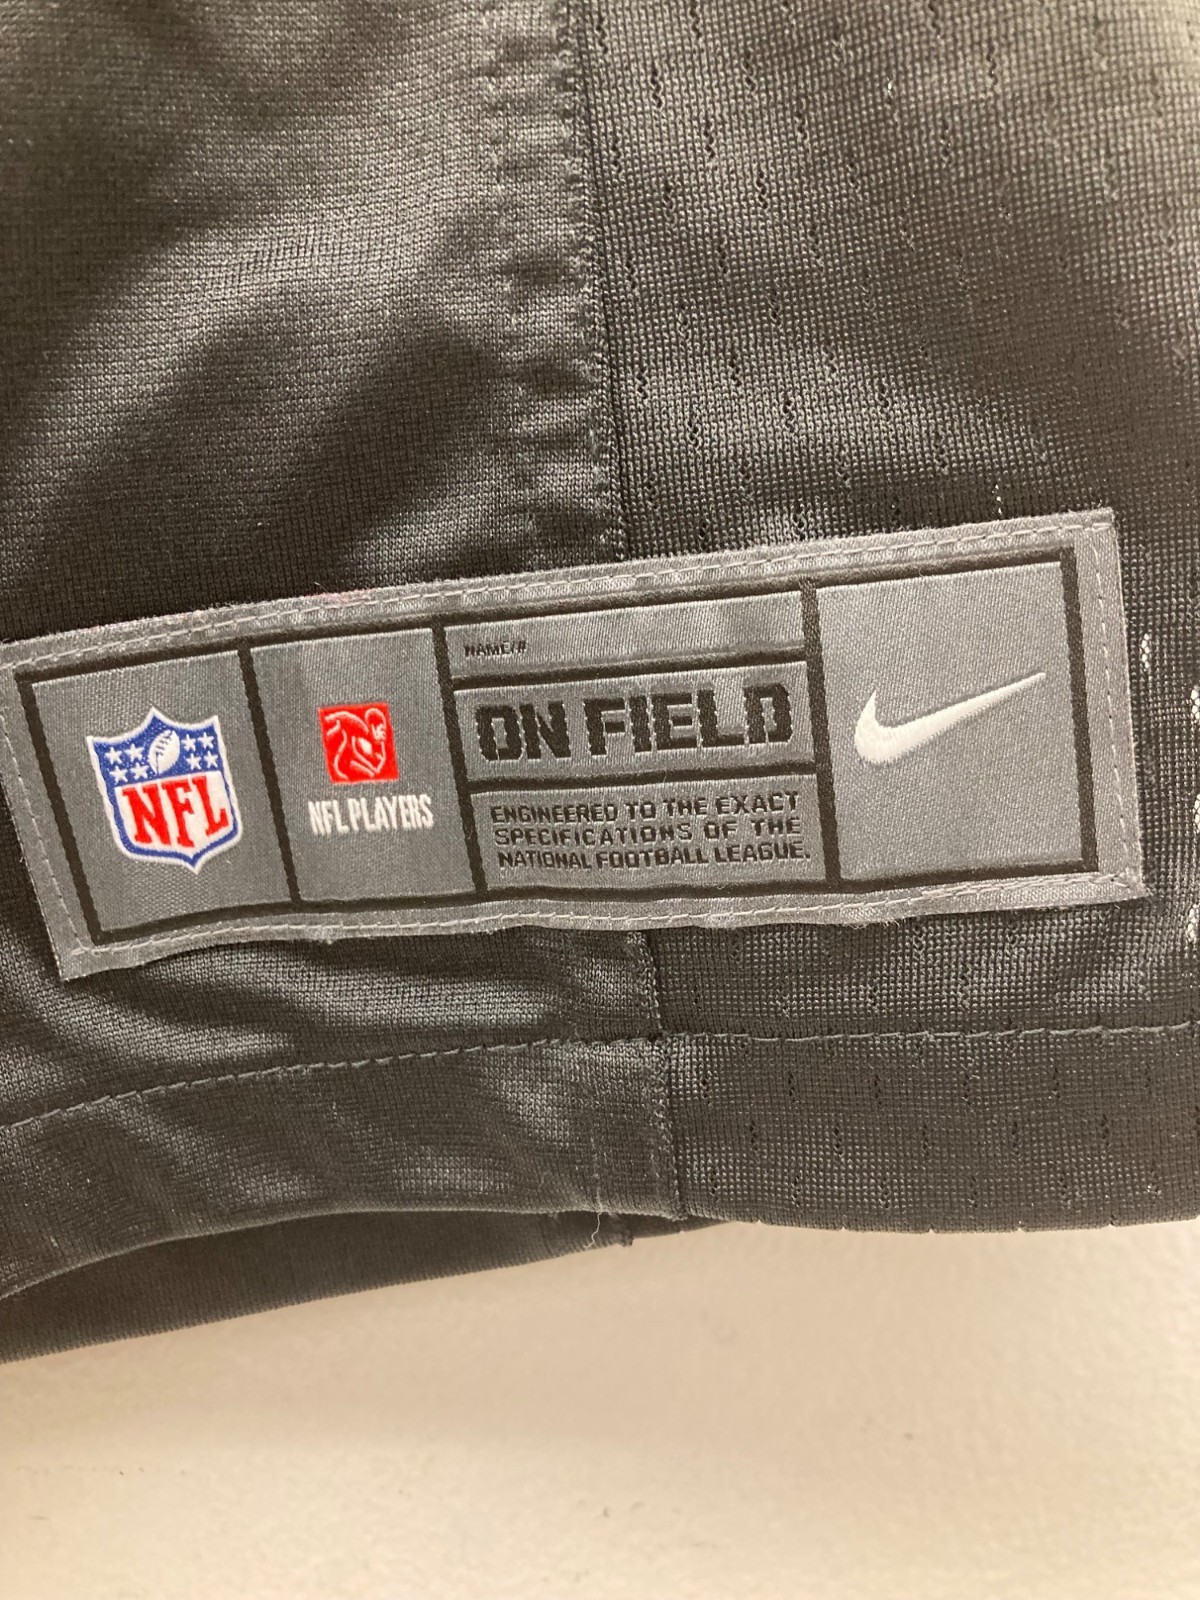 NFL
NFL PLAYERS
NAME/#
ON FIELD
ENGINEERED TO THE EXACT
SPECIFICATIONS OF THE
NATIONAL FOOTBALL LEAGUE.